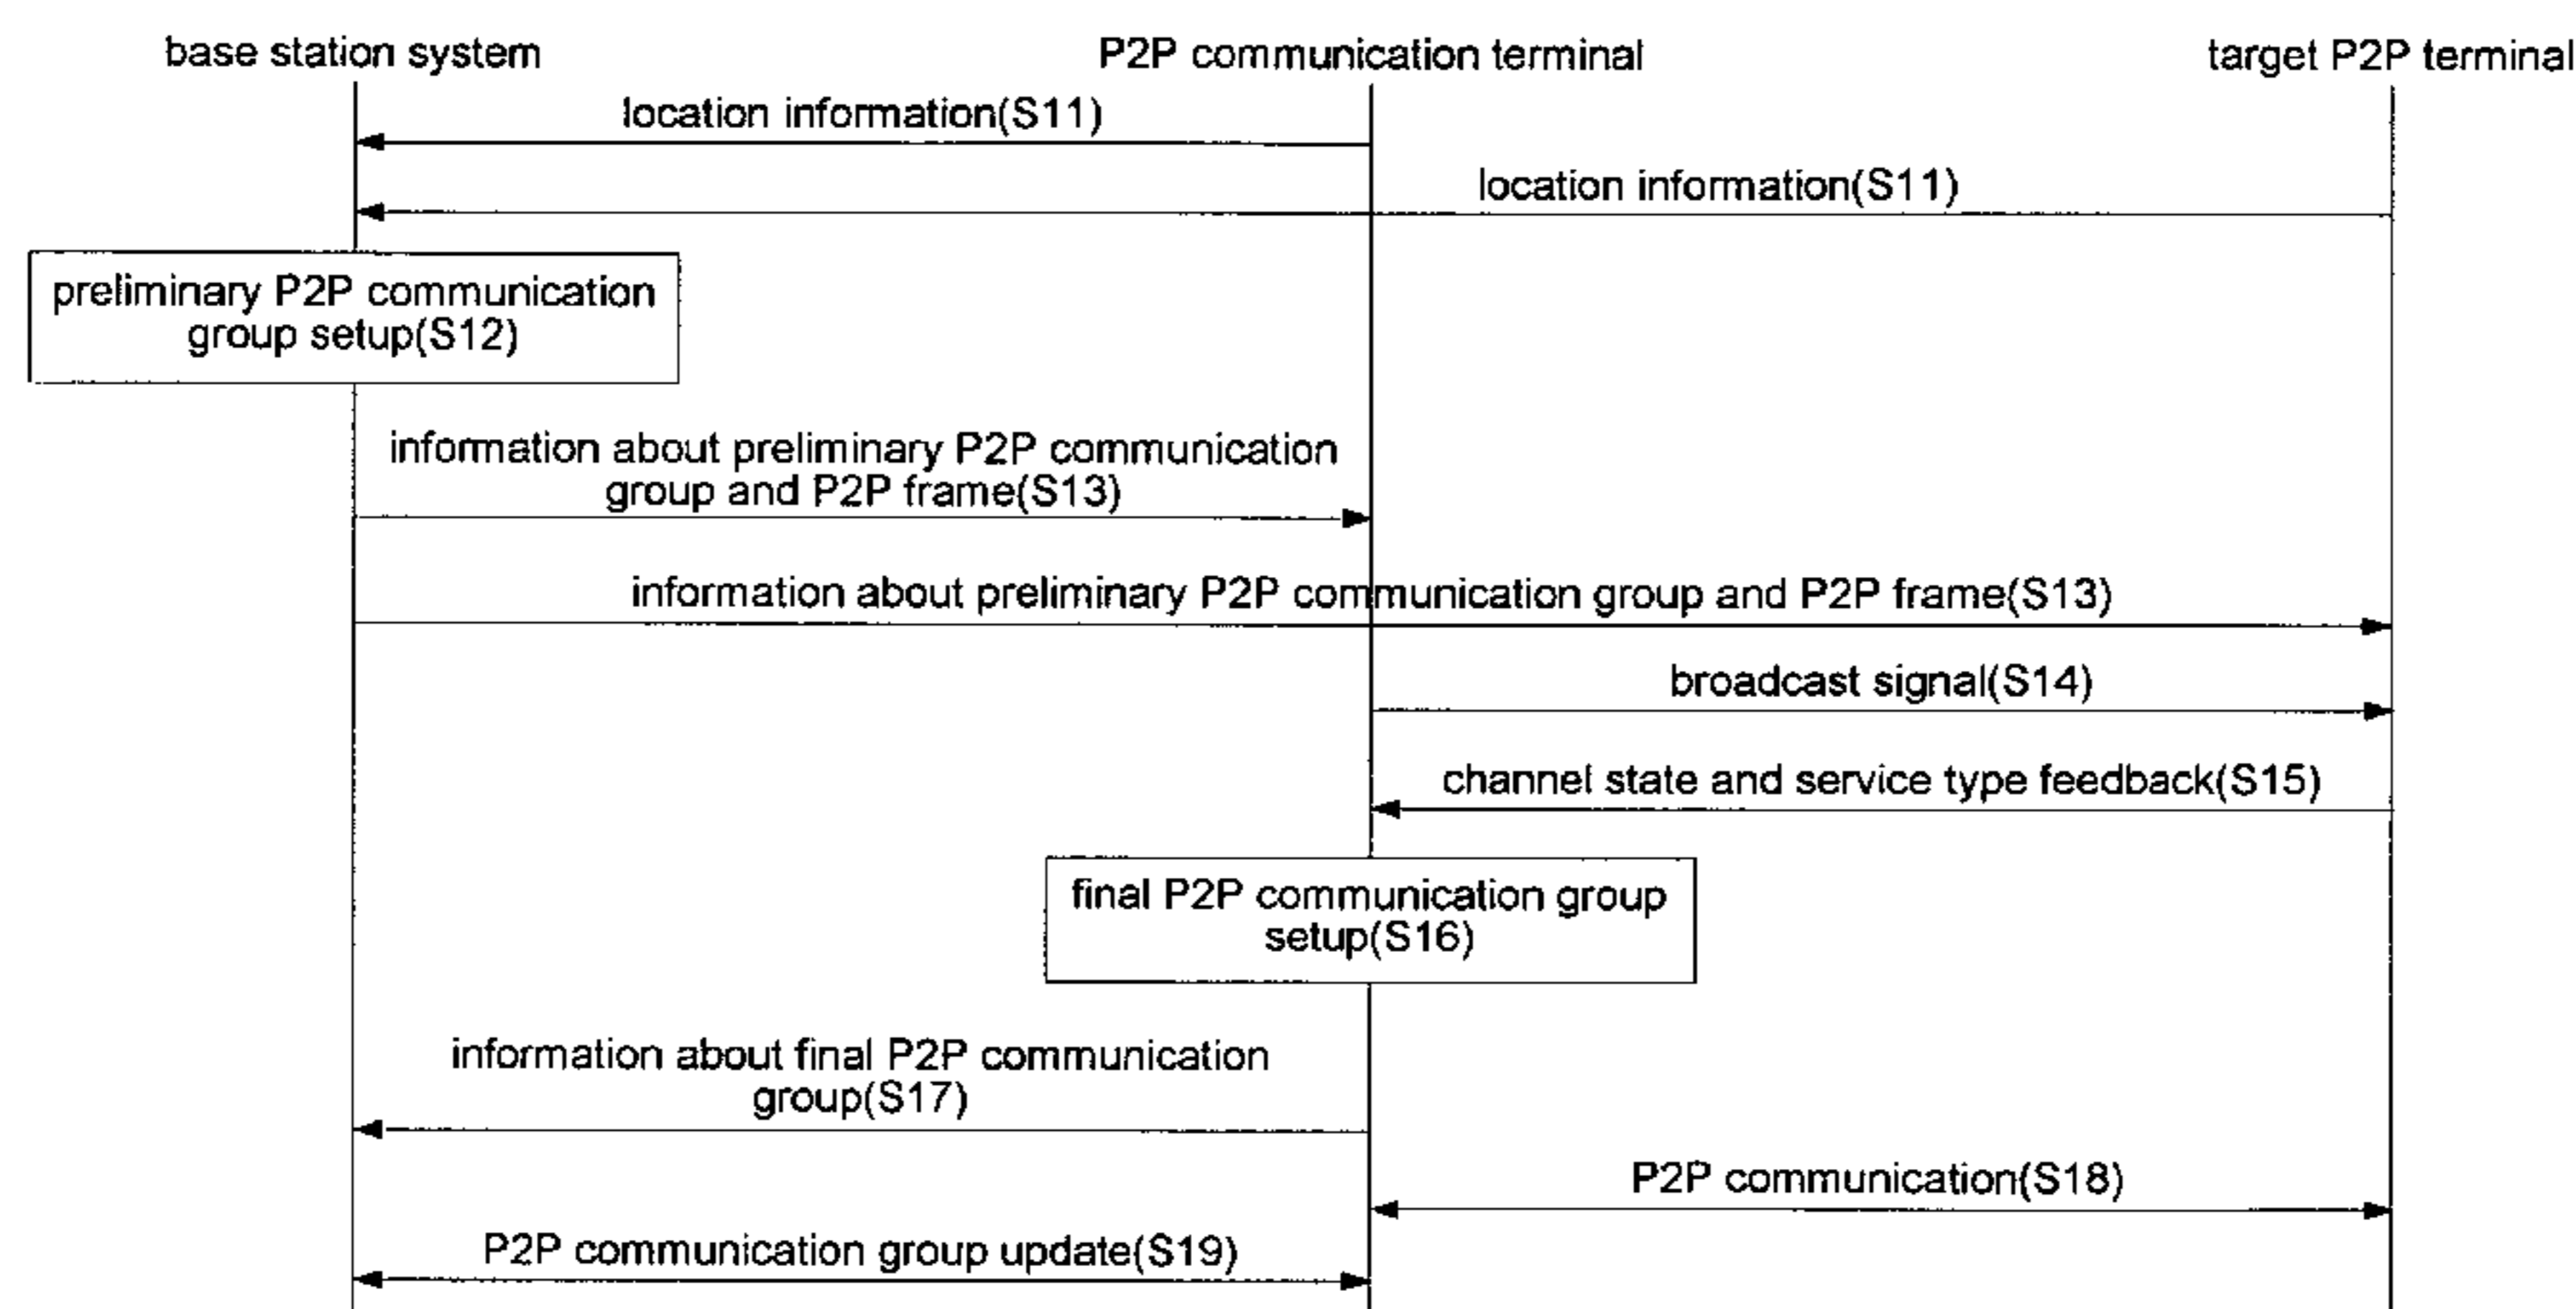 base station system
P2P communication terminal
target P2P terminal
location information(S11)
location information(S11)
preliminary P2P communication
group setup(S12)
information about preliminary P2P communication
group and P2P frame(S13)
information about preliminary P2P communication group and P2P frame(S13)
broadcast signal(S14)
channel state and service type feedback(S15)
final P2P communication group
setup(S16)
information about final P2P communication
group(S17)
P2P communication(S18)
P2P communication group update(S19)